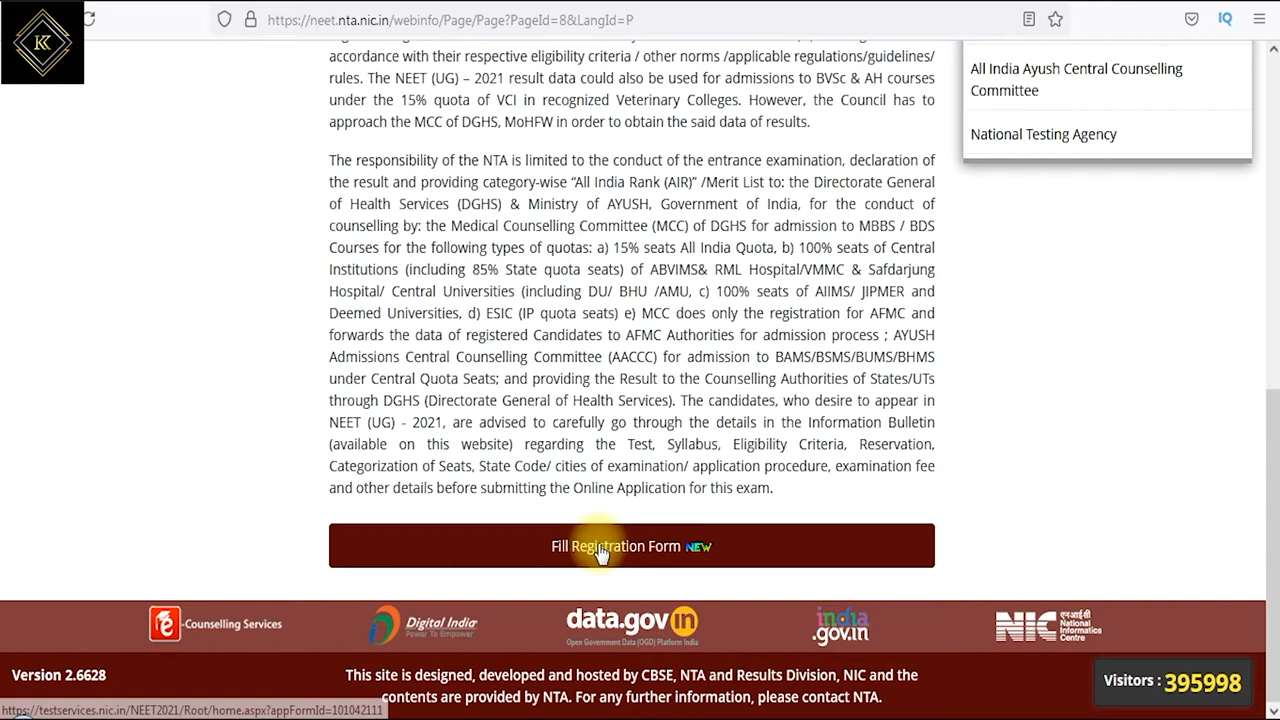 https://neet.nta.nic.in/webinfo/Page/Page?PageId=8&LangId=P
IQ
K
accordance with their respective eligibility criteria / other norms /applicable regulations/guidelines/
rules. The NEET (UG) – 2021 result data could also be used for admissions to BVSc & AH courses
under the 15% quota of VCI in recognized Veterinary Colleges. However, the Council has to
approach the MCC of DGHS, MoHFW in order to obtain the said data of results.
The responsibility of the NTA is limited to the conduct of the entrance examination, declaration of
the result and providing category-wise “All India Rank (AIR)” /Merit List to: the Directorate General
of Health Services (DGHS) & Ministry of AYUSH, Government of India, for the conduct of
counselling by: the Medical Counselling Committee (MCC) of DGHS for admission to MBBS / BDS
Courses for the following types of quotas: a) 15% seats All India Quota, b) 100% seats of Central
Institutions (including 85% State quota seats) of ABVIMS& RML Hospital/VMMC & Safdarjung
Hospital/ Central Universities (including DU/ BHU /AMU, c) 100% seats of AIIMS/ JIPMER and
Deemed Universities, d) ESIC (IP quota seats) e) MCC does only the registration for AFMC and
forwards the data of registered Candidates to AFMC Authorities for admission process ; AYUSH
Admissions Central Counselling Committee (AACCC) for admission to BAMS/BSMS/BUMS/BHMS
under Central Quota Seats; and providing the Result to the Counselling Authorities of States/UTs
through DGHS (Directorate General of Health Services). The candidates, who desire to appear in
NEET (UG) - 2021, are advised to carefully go through the details in the Information Bulletin
(available on this website) regarding the Test, Syllabus, Eligibility Criteria, Reservation,
Categorization of Seats, State Code/ cities of examination/ application procedure, examination fee
and other details before submitting the Online Application for this exam.
All India Ayush Central Counselling
Committee
National Testing Agency
Fill Registration Form NEW
e-Counselling Services
Digital India
Power To Empower
data.gov.in
Open Government Data (OGD) Platform India
india
.gov.in
NIC एन आई सी
National
Informatics
Centre
Version 2.6628
This site is designed, developed and hosted by CBSE, NTA and Results Division, NIC and the
contents are provided by NTA. For any further information, please contact NTA.
Visitors : 395998
https://testservices.nic.in/NEET2021/Root/home.aspx?appFormId=101042111